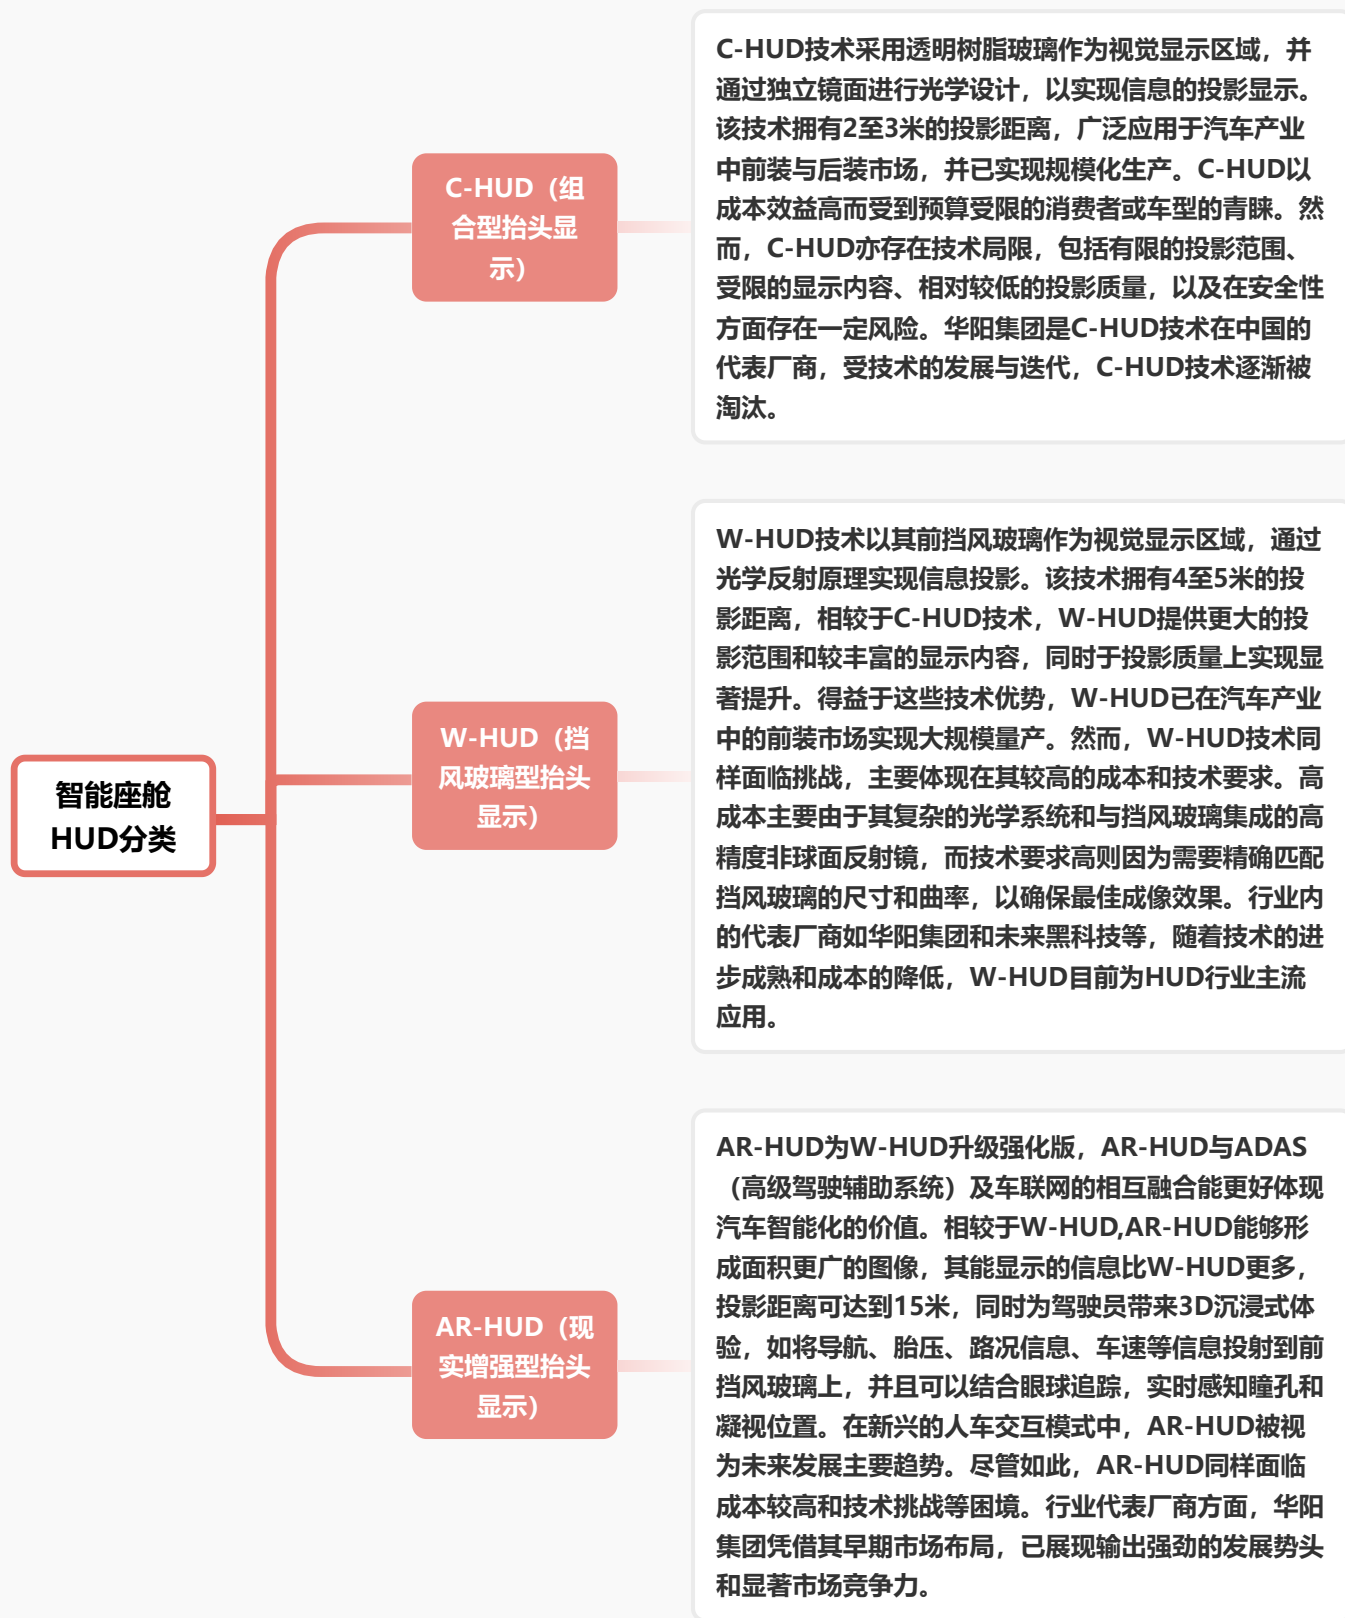 C-HUD技术采用透明树脂玻璃作为视觉显示区域，并
通过独立镜面进行光学设计，以实现信息的投影显示。
该技术拥有2至3米的投影距离，广泛应用于汽车产业
中前装与后装市场，并已实现规模化生产。C-HUD以
成本效益高而受到预算受限的消费者或车型的青睐。然
而，C-HUD亦存在技术局限，包括有限的投影范围、
受限的显示内容、相对较低的投影质量，以及在安全性
方面存在一定风险。华阳集团是C-HUD技术在中国的
代表厂商，受技术的发展与迭代，C-HUD技术逐渐被
淘汰。
C-HUD（组
合型抬头显
示）
W-HUD技术以其前挡风玻璃作为视觉显示区域，通过
光学反射原理实现信息投影。该技术拥有4至5米的投
影距离，相较于C-HUD技术，W-HUD提供更大的投
影范围和较丰富的显示内容，同时于投影质量上实现显
著提升。得益于这些技术优势，W-HUD已在汽车产业
中的前装市场实现大规模量产。然而，W-HUD技术同
样面临挑战，主要体现在其较高的成本和技术要求。高
成本主要由于其复杂的光学系统和与挡风玻璃集成的高
精度非球面反射镜，而技术要求高则因为需要精确匹配
挡风玻璃的尺寸和曲率，以确保最佳成像效果。行业内
的代表厂商如华阳集团和未来黑科技等，随着技术的进
步成熟和成本的降低，W-HUD目前为HUD行业主流
应用。
W-HUD（挡
风玻璃型抬头
显示）
智能座舱
HUD分类
AR-HUD为W-HUD升级强化版，AR-HUD与ADAS
（高级驾驶辅助系统）及车联网的相互融合能更好体现
汽车智能化的价值。相较于W-HUD,AR-HUD能够形
成面积更广的图像，其能显示的信息比W-HUD更多，
投影距离可达到15米，同时为驾驶员带来3D沉浸式体
验，如将导航、胎压、路况信息、车速等信息投射到前
挡风玻璃上，并且可以结合眼球追踪，实时感知瞳孔和
凝视位置。在新兴的人车交互模式中，AR-HUD被视
为未来发展主要趋势。尽管如此，AR-HUD同样面临
成本较高和技术挑战等困境。行业代表厂商方面，华阳
集团凭借其早期市场布局，已展现输出强劲的发展势头
和显著市场竞争力。
AR-HUD（现
实增强型抬头
显示）